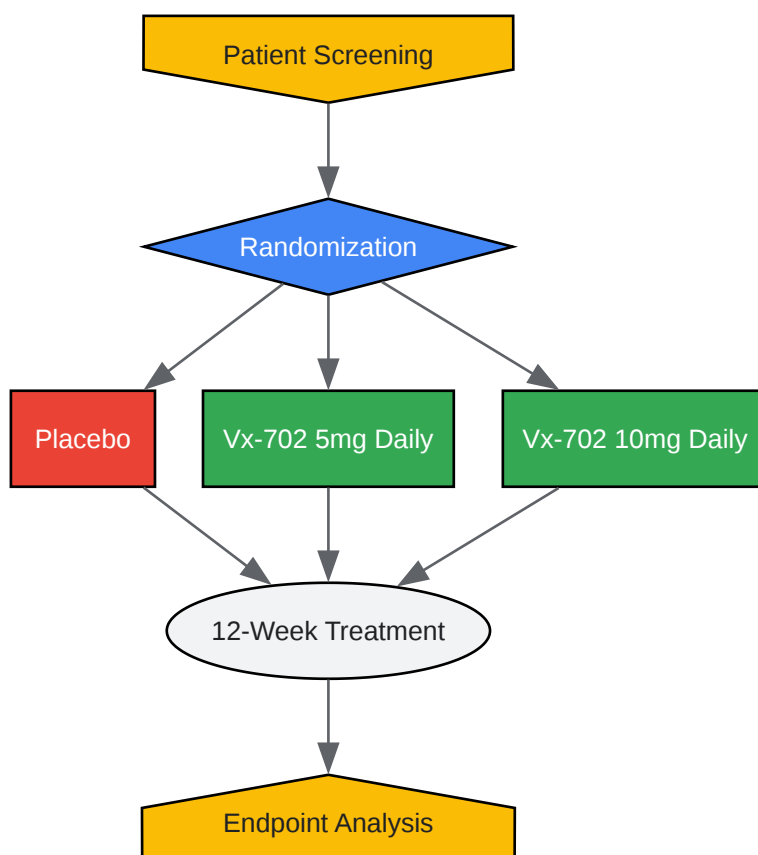 Patient Screening
Randomization
Placebo
Vx-702 5mg Daily
Vx-702 10mg Daily
12-Week Treatment
Endpoint Analysis